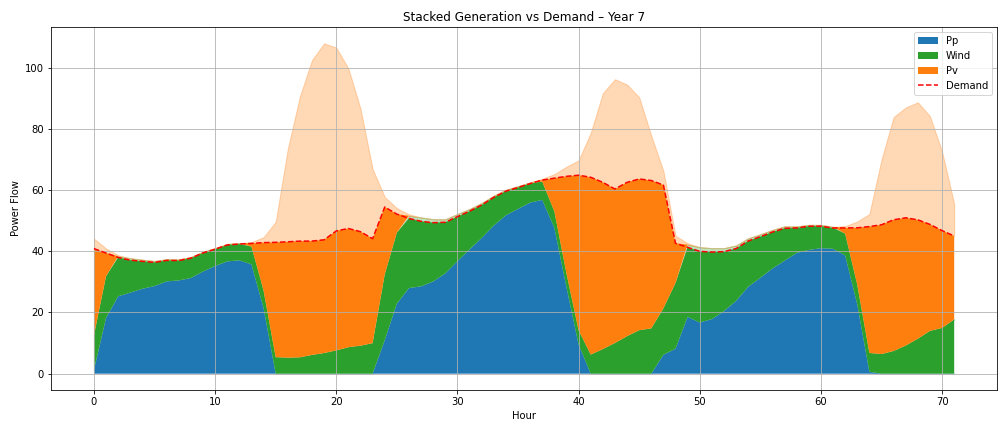 Stacked Generation vs Demand – Year 7
Pp
Wind
Pv
Demand
Power Flow
100
80
60
40
20
0
0 10 20 30 40 50 60 70
Hour